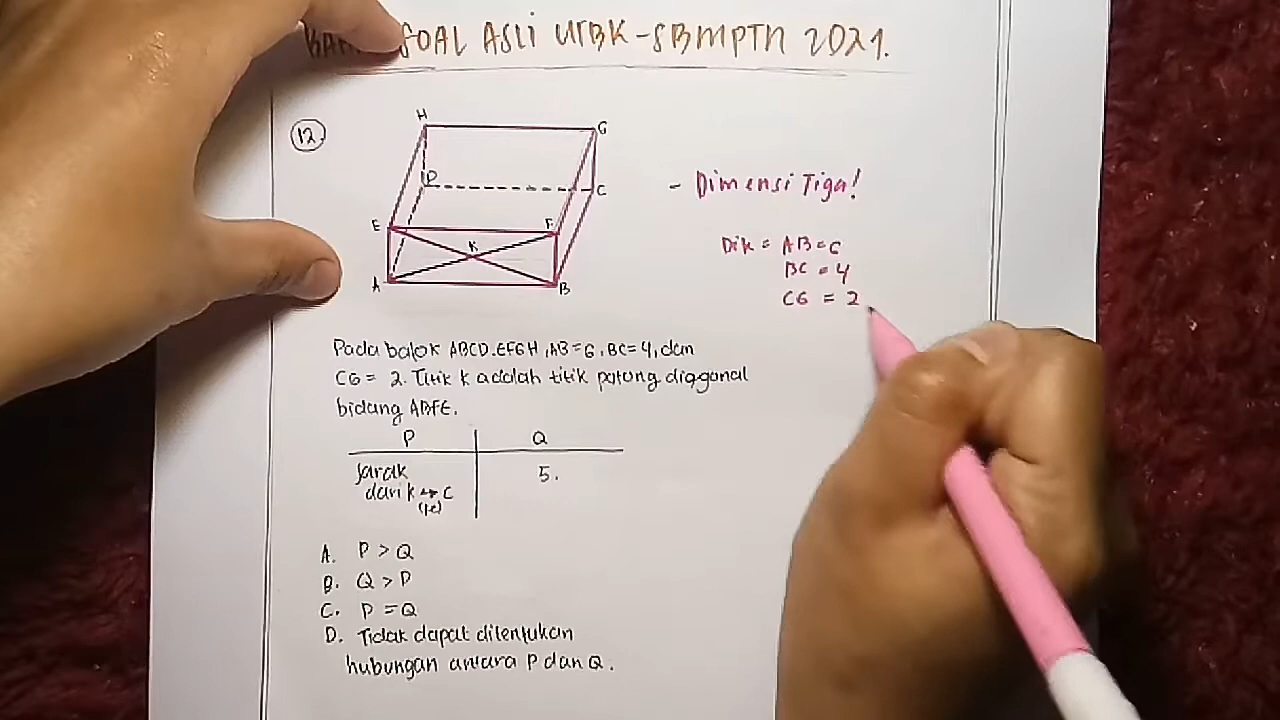 SOAL ASLI UTBK-SBMPTN 2021.
12.
H
G
D
C
E
F
K
A
B
- Dimensi Tiga!
Dik = AB = 6
BC = 4
CG = 2
Pada balok ABCD.EFGH, AB = 6, BC = 4, dan
CG = 2. Titik K adalah titik potong diagonal
bidang ABFE.
P Q
Jarak 5.
dari K ↔ C
(ke)
A. P > Q
B. Q > P
C. P = Q
D. Tidak dapat ditentukan
hubungan antara P dan Q.